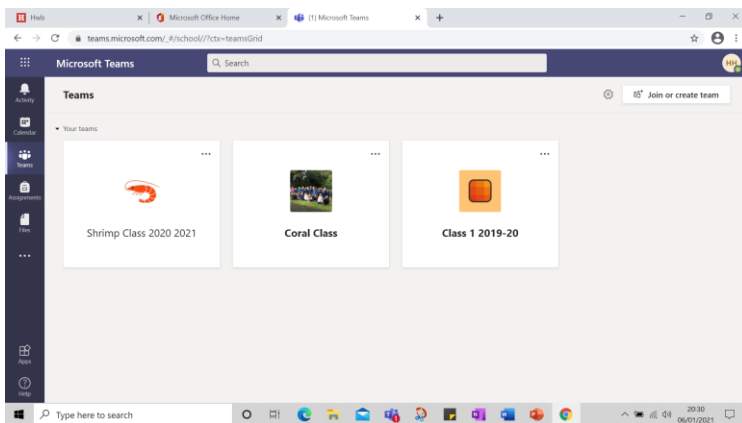 Hwb
Microsoft Office Home
(1) Microsoft Teams
teams.microsoft.com/_#/school//?ctx=teamsGrid
Microsoft Teams
Search
HH
Activity
Teams
Join or create team
Calendar
Your teams
Teams
Assignments
Files
Shrimp Class 2020 2021
Coral Class
Class 1 2019-20
Apps
Help
Type here to search
20:30
06/01/2021